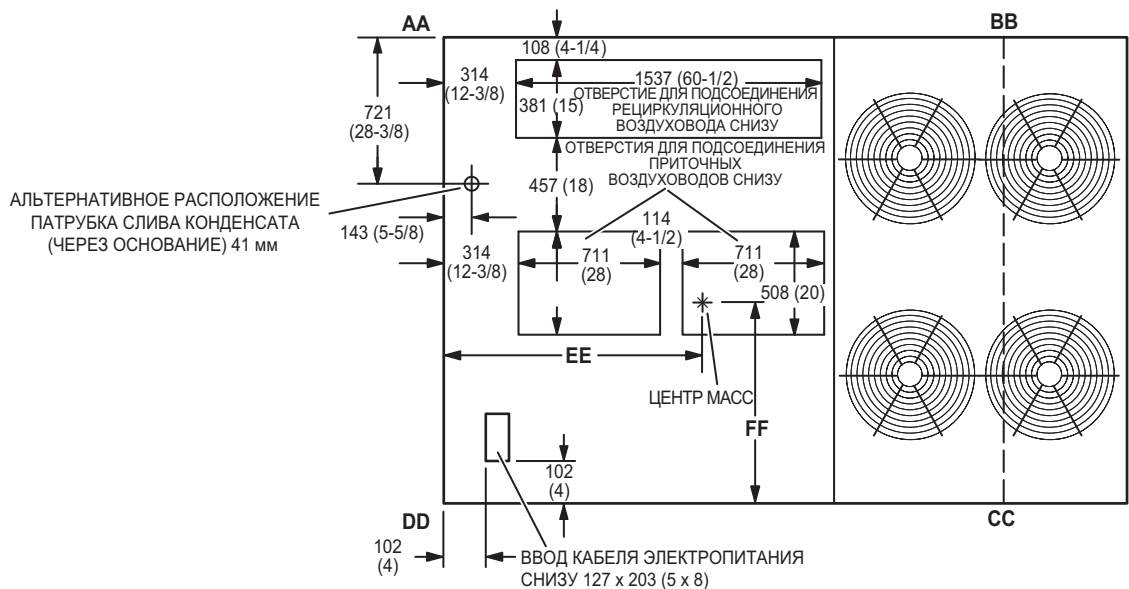 AA
BB
108 (4-1/4)
314
(12-3/8)
1537 (60-1/2)
721
(28-3/8)
381 (15)
ОТВЕРСТИЕ ДЛЯ ПОДСОЕДИНЕНИЯ
РЕЦИРКУЛЯЦИОННОГО
ВОЗДУХОВОДА СНИЗУ
ОТВЕРСТИЯ ДЛЯ ПОДСОЕДИНЕНИЯ
ПРИТОЧНЫХ
ВОЗДУХОВОДОВ СНИЗУ
457 (18)
АЛЬТЕРНАТИВНОЕ РАСПОЛОЖЕНИЕ
ПАТРУБКА СЛИВА КОНДЕНСАТА
(ЧЕРЕЗ ОСНОВАНИЕ) 41 мм
143 (5-5/8)
114
(4-1/2)
314
(12-3/8)
711
(28)
711
(28)
508 (20)
EE
ЦЕНТР МАСС
FF
102
(4)
DD
CC
102
(4)
ВВОД КАБЕЛЯ ЭЛЕКТРОПИТАНИЯ
СНИЗУ 127 x 203 (5 x 8)